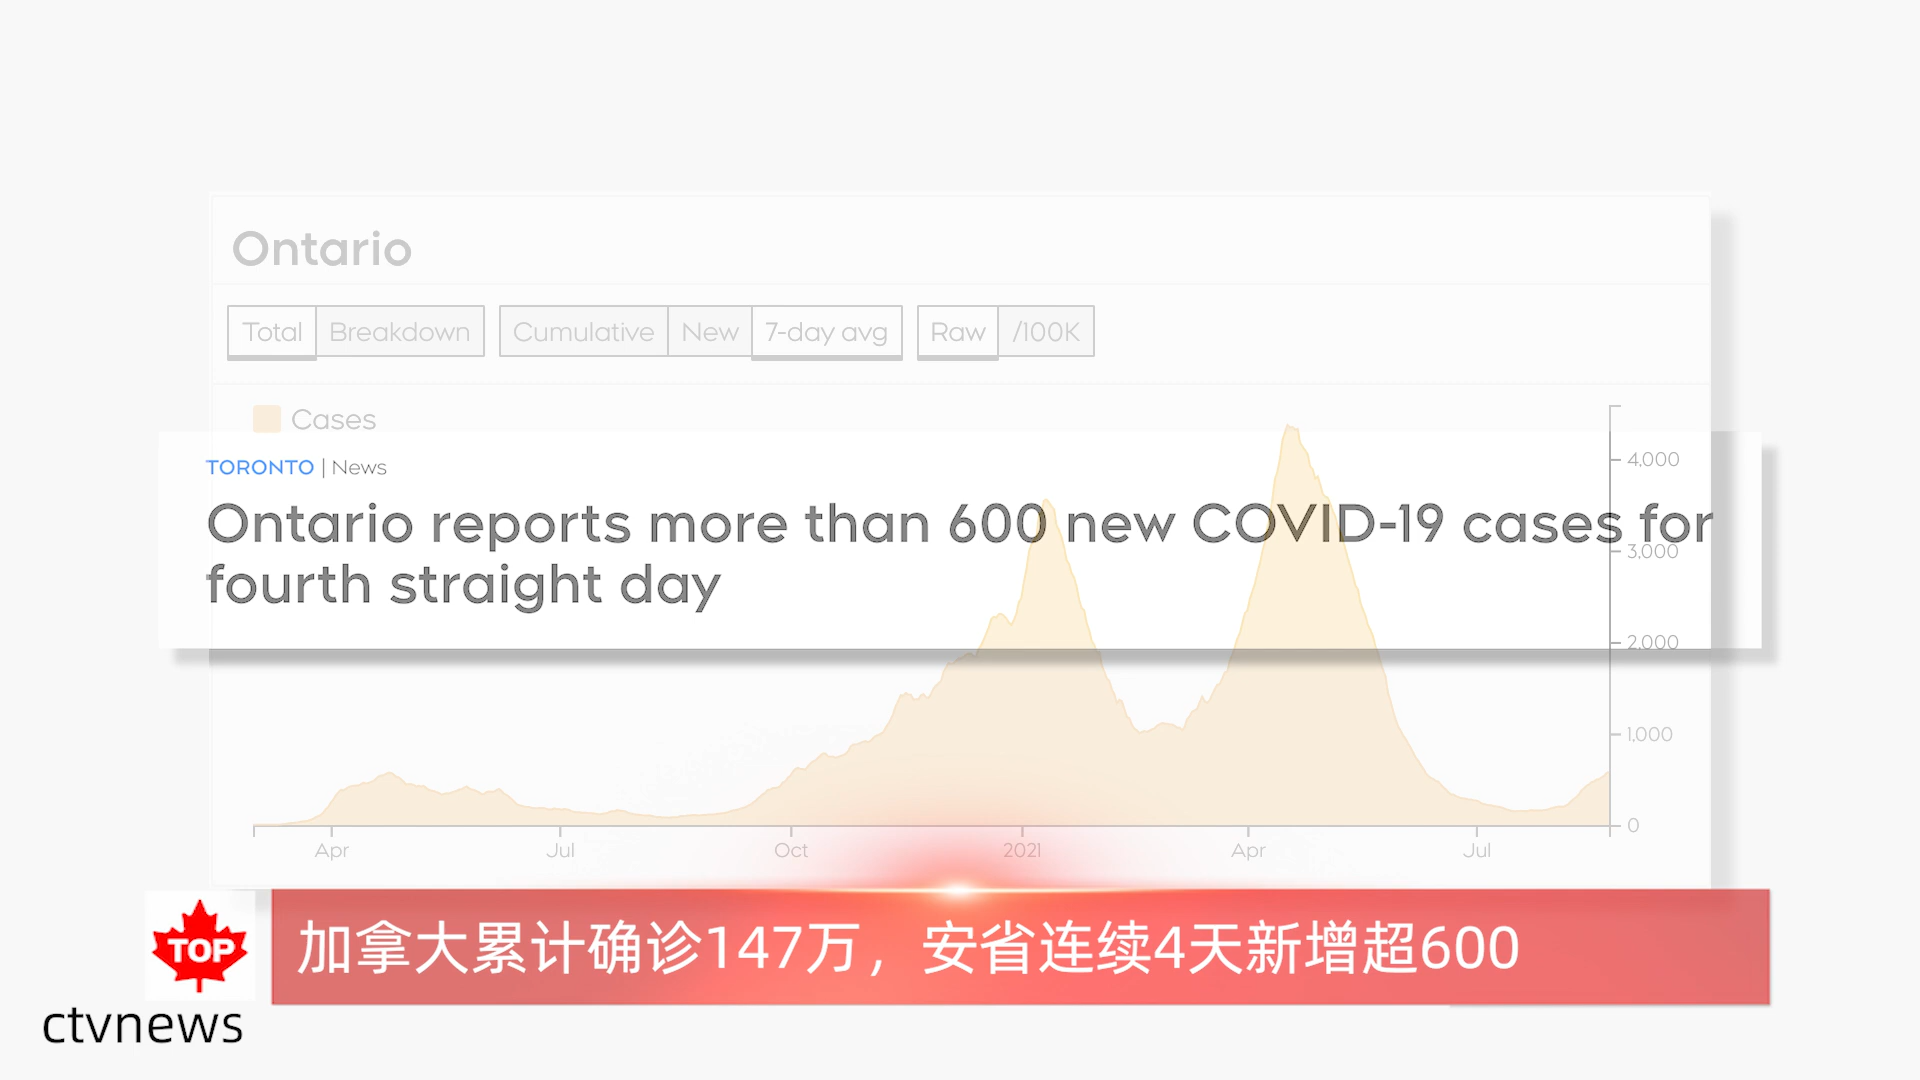 Ontario
Total Breakdown Cumulative New 7-day avg Raw /100K
Cases
TORONTO | News
Ontario reports more than 600 new COVID-19 cases for
fourth straight day
4,000
3,000
2,000
1,000
0
Apr Jul Oct 2021 Apr Jul
TOP
加拿大累计确诊147万，安省连续4天新增超600
ctvnews